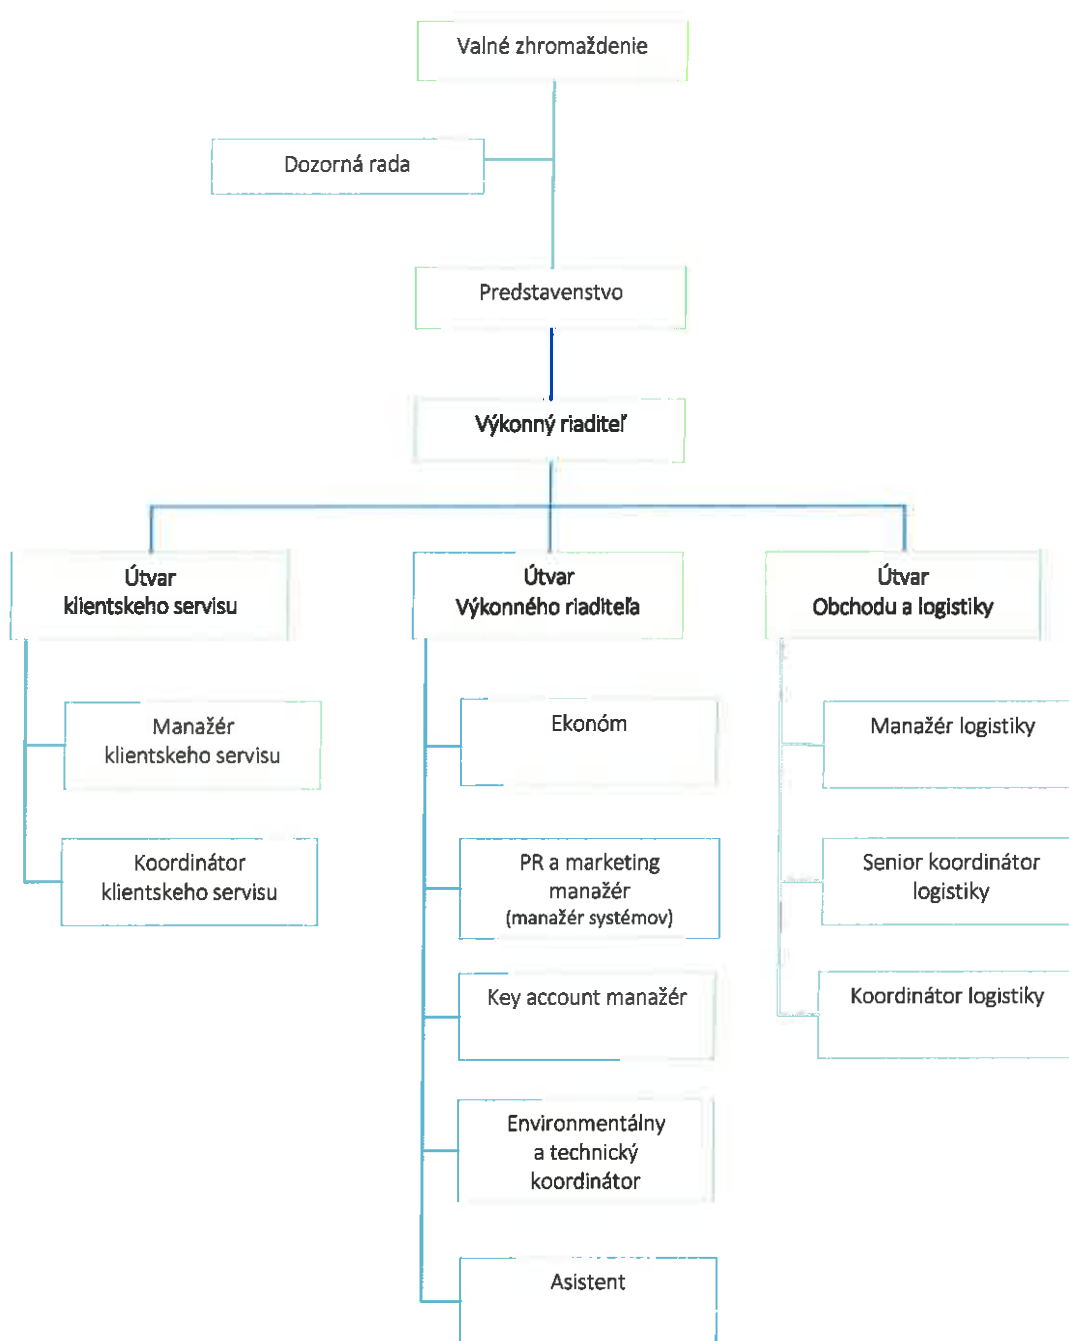 Valné zhromaždenie
Dozorná rada
Predstavenstvo
Výkonný riaditeľ
Útvar
klientskeho servisu
Manažér
klientskeho servisu
Koordinátor
klientskeho servisu
Útvar
Výkonného riaditeľa
Ekonóm
PR a marketing
manažér
(manažér systémov)
Key account manažér
Environmentálny
a technický
koordinátor
Asistent
Útvar
Obchodu a logistiky
Manažér logistiky
Senior koordinátor
logistiky
Koordinátor logistiky